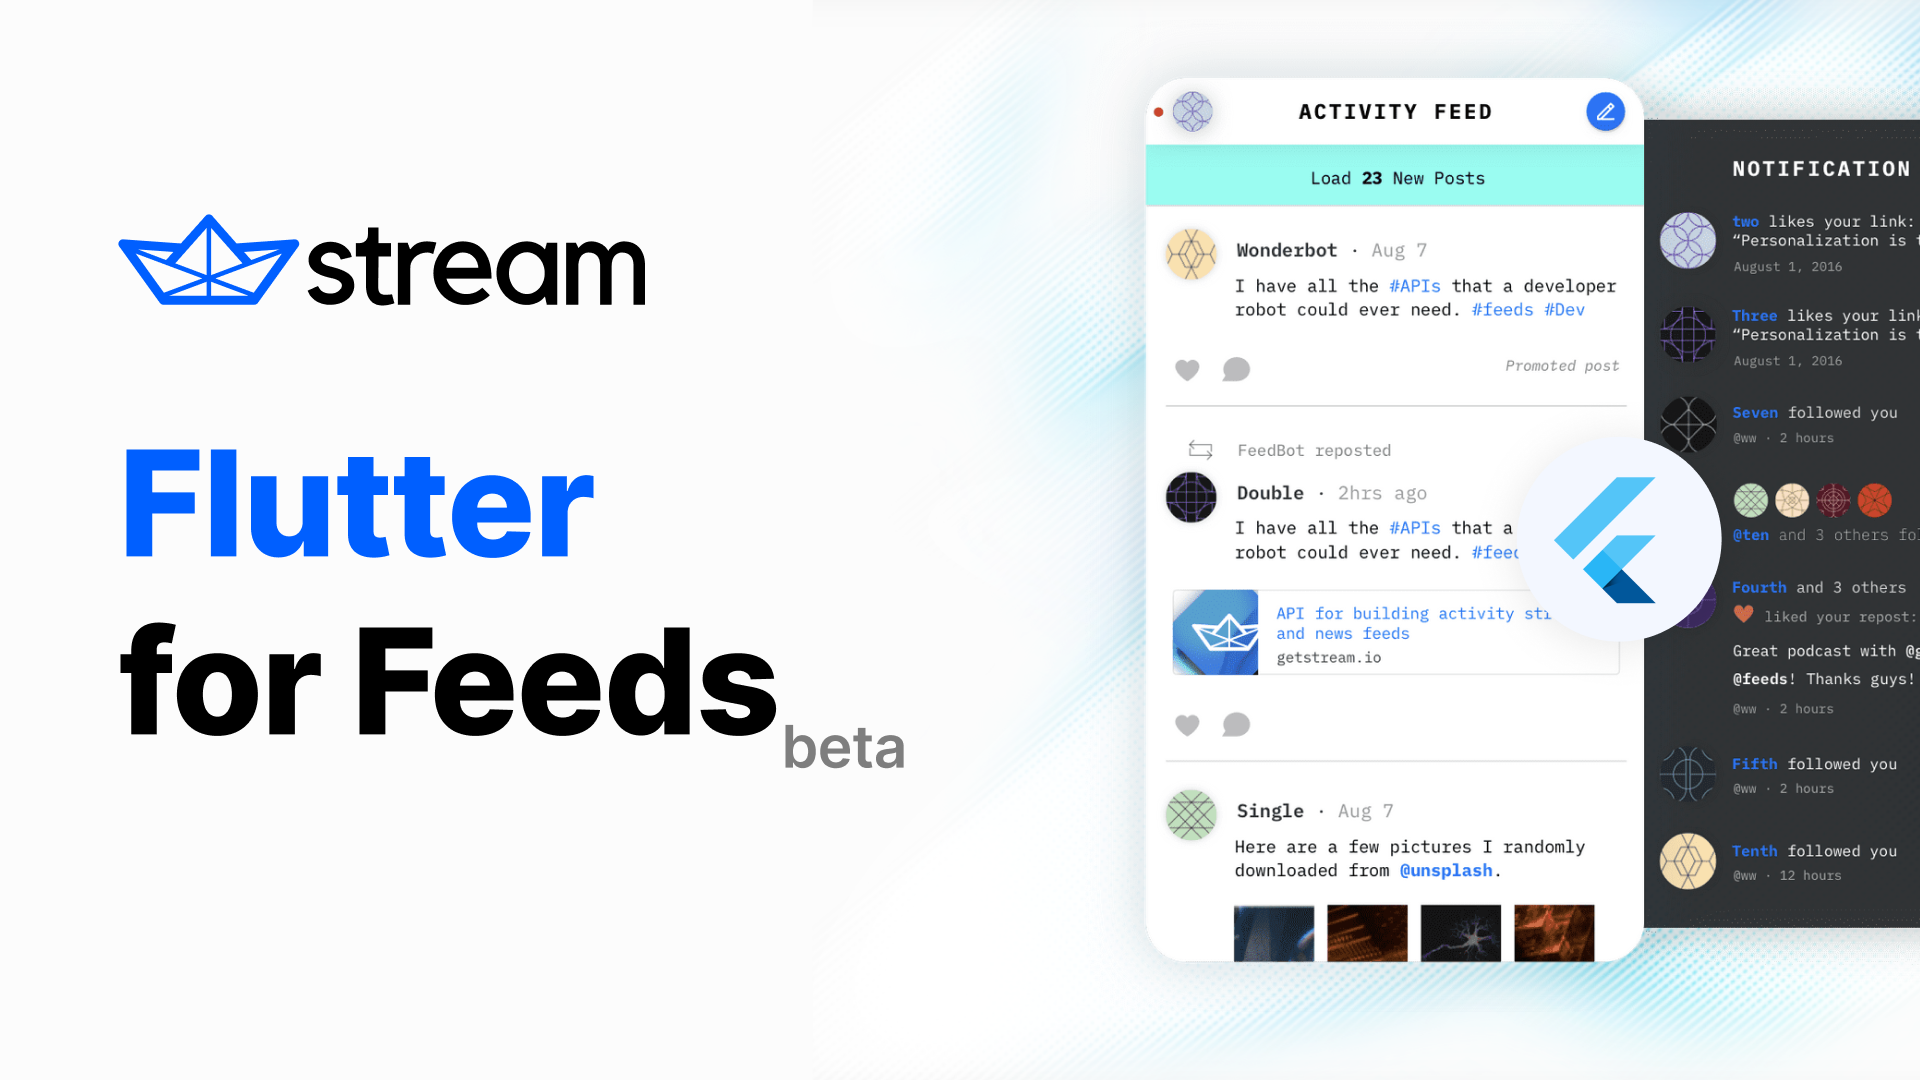 stream
Flutter
for Feeds
beta
ACTIVITY FEED
Load 23 New Posts
Wonderbot · Aug 7
I have all the #APIs that a developer
robot could ever need. #feeds #Dev
Promoted post
FeedBot reposted
Double · 2hrs ago
I have all the #APIs that a
robot could ever need.
API for building activity
and news feeds
getstream.io
Single · Aug 7
Here are a few pictures I randomly
downloaded from @unsplash.
NOTIFICATION
two likes your link:
“Personalization is
August 1, 2016
Three likes your
“Personalization is
August 1, 2016
Seven followed you
@ww · 2 hours
@ten and 3 others
Fourth and 3 others
liked your repost:
Great podcast with
@feeds! Thanks guys!
@ww · 2 hours
Fifth followed you
@ww · 2 hours
Tenth followed you
@ww · 12 hours